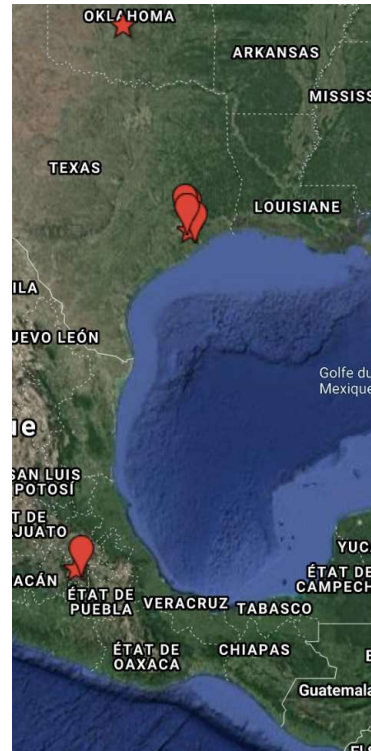 OKLAHOMA
ARKANSAS
MISSISS
TEXAS
LOUISIANE
ILA
UEVO LEÓN
Golfe du
Mexique
e
SAN LUIS
POTOSÍ
T DE
JUATO
YUC
ACÁN
ÉTAT DE
PUEBLA
VERACRUZ
TABASCO
ÉTAT DE
CAMPECH
ÉTAT DE
OAXACA
CHIAPAS
Guatemala